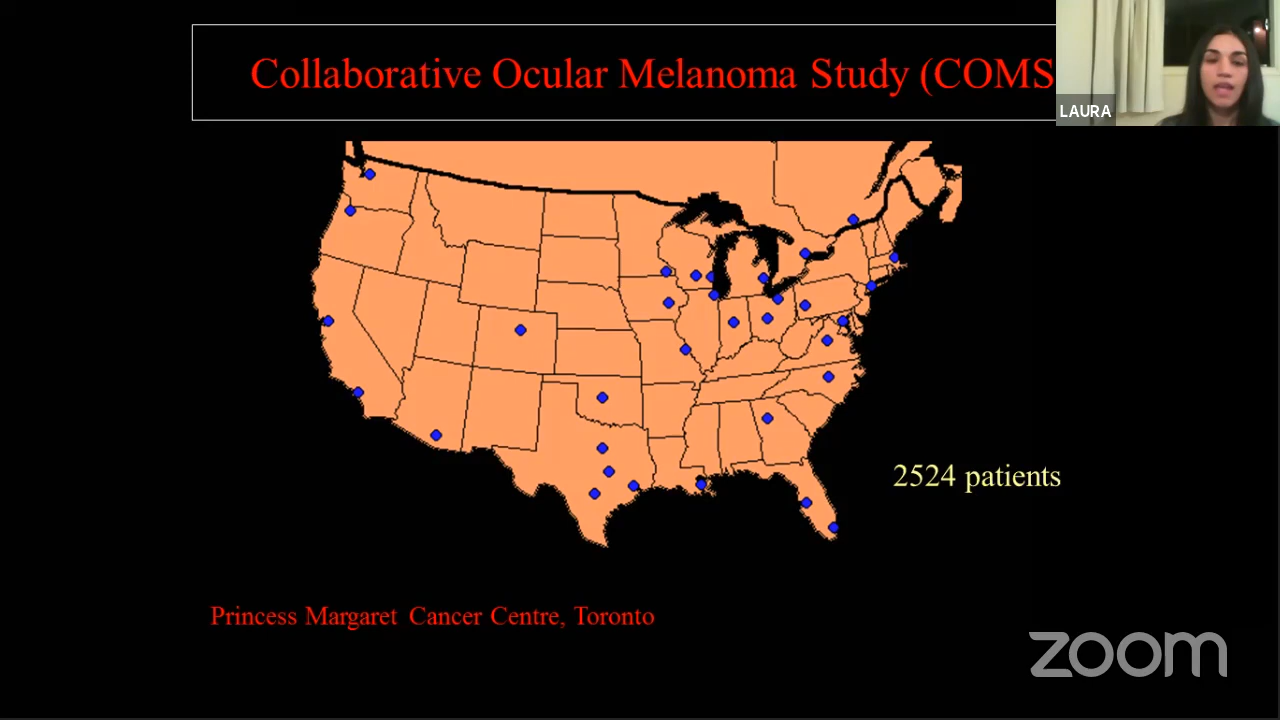 Collaborative Ocular Melanoma Study (COMS
LAURA
2524 patients
Princess Margaret Cancer Centre, Toronto
zoom